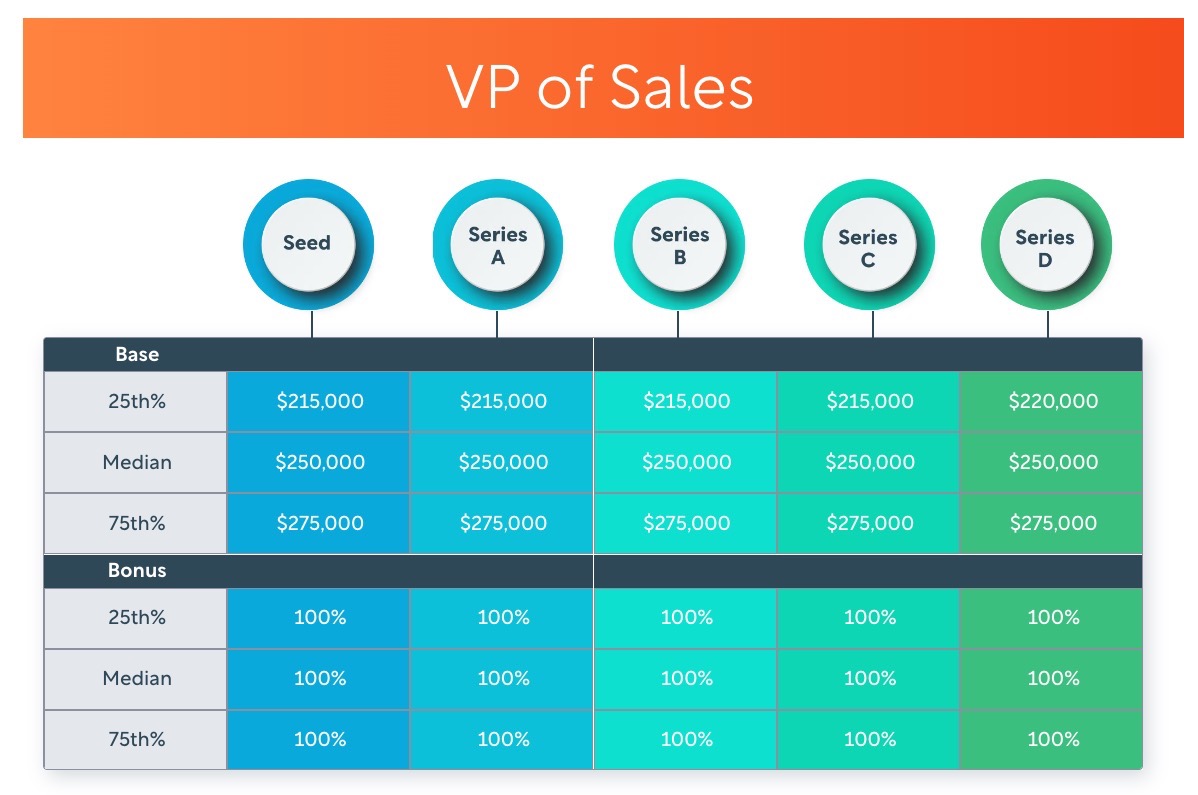 VP of Sales
Seed
Series
A
Series
B
Series
C
Series
D
Base
25th% $215,000 $215,000 $215,000 $215,000 $220,000
Median $250,000 $250,000 $250,000 $250,000 $250,000
75th% $275,000 $275,000 $275,000 $275,000 $275,000
Bonus
25th% 100% 100% 100% 100% 100%
Median 100% 100% 100% 100% 100%
75th% 100% 100% 100% 100% 100%